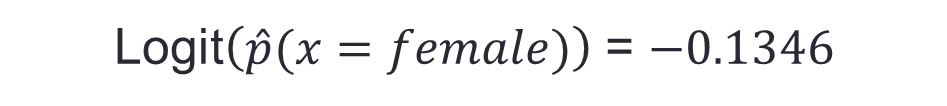 Logit(p̂(x = female)) = −0.1346